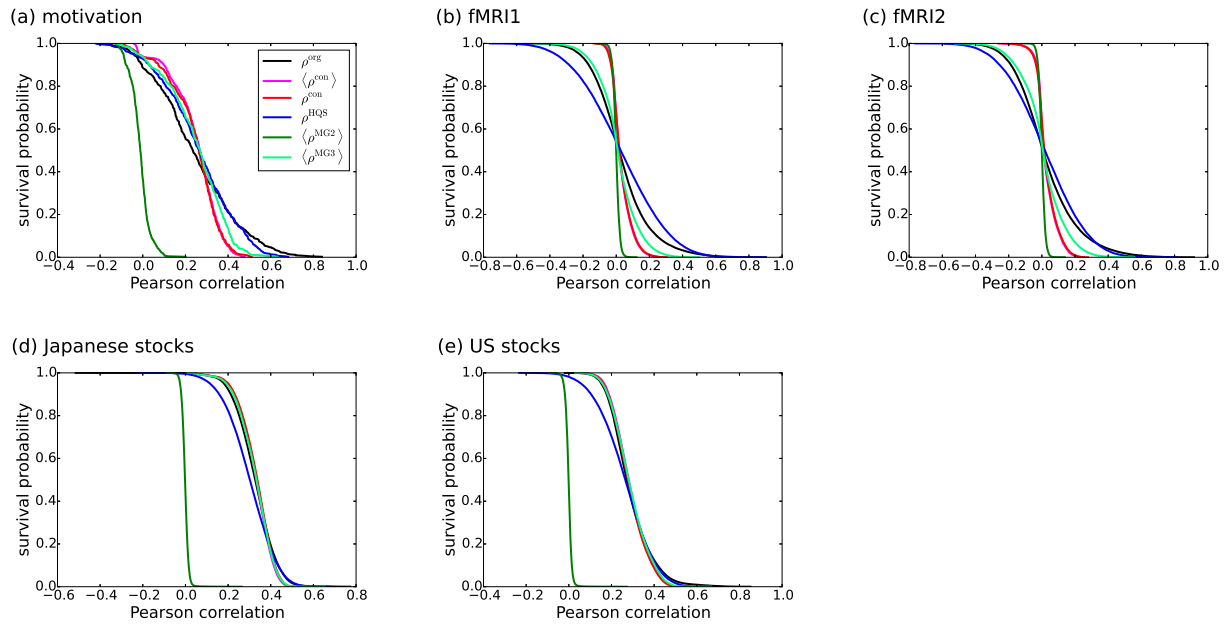 (a) motivation
1.0
0.8
0.6
0.4
0.2
0.0
survival probability
−0.4 −0.2 0.0 0.2 0.4 0.6 0.8 1.0
Pearson correlation
ρ^org
⟨ρ^con⟩
ρ^con
ρ^HQS
⟨ρ^MG2⟩
⟨ρ^MG3⟩
(b) fMRI1
1.0
0.8
0.6
0.4
0.2
0.0
survival probability
−0.8 −0.6 −0.4 −0.2 0.0 0.2 0.4 0.6 0.8 1.0
Pearson correlation
(c) fMRI2
1.0
0.8
0.6
0.4
0.2
0.0
survival probability
−0.8 −0.6 −0.4 −0.2 0.0 0.2 0.4 0.6 0.8 1.0
Pearson correlation
(d) Japanese stocks
1.0
0.8
0.6
0.4
0.2
0.0
survival probability
−0.6 −0.4 −0.2 0.0 0.2 0.4 0.6 0.8
Pearson correlation
(e) US stocks
1.0
0.8
0.6
0.4
0.2
0.0
survival probability
−0.4 −0.2 0.0 0.2 0.4 0.6 0.8 1.0
Pearson correlation